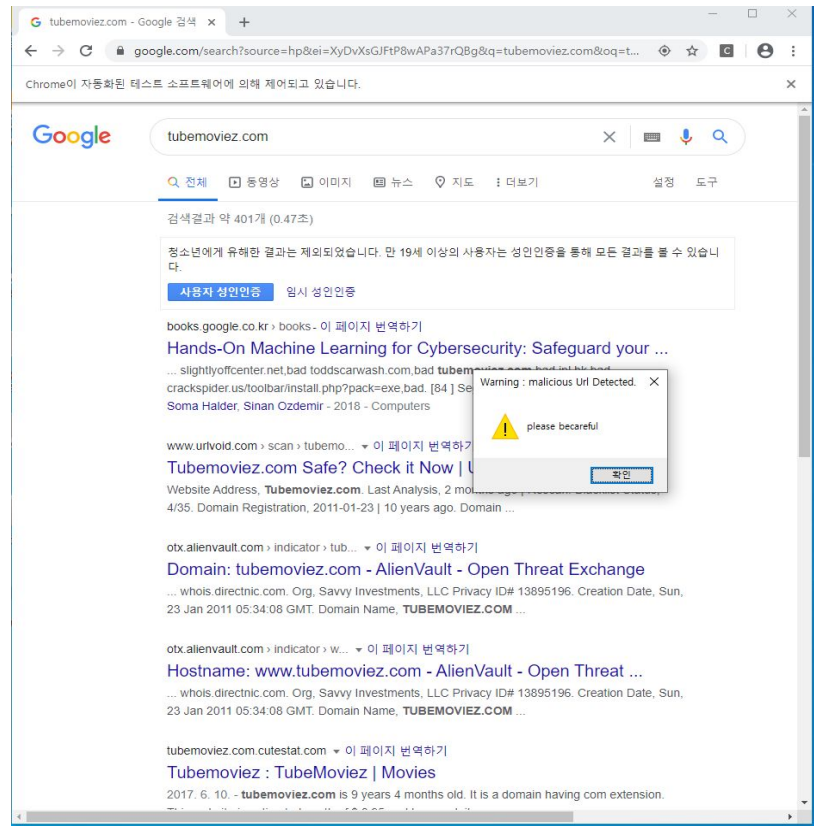 tubemoviez.com - Google 검색
google.com/search?source=hp&ei=XyDvXsGJFtP8wAPa37rQBg&q=tubemoviez.com&oq=t...
Chrome이 자동화된 테스트 소프트웨어에 의해 제어되고 있습니다.
Google
tubemoviez.com
전체 동영상 이미지 뉴스 지도 더보기 설정 도구
검색결과 약 401개 (0.47초)
청소년에게 유해한 결과는 제외되었습니다. 만 19세 이상의 사용자는 성인인증을 통해 모든 결과를 볼 수 있습니
다.
사용자 성인인증 임시 성인인증
books.google.co.kr › books - 이 페이지 번역하기
Hands-On Machine Learning for Cybersecurity: Safeguard your ...
... slightlyoffcenter.net,bad toddscarwash.com,bad
crackspider.us/toolbar/install.php?pack=exe,bad. [84 ]
Soma Halder, Sinan Ozdemir - 2018 - Computers
Warning : malicious Url Detected.
please becareful
확인
www.urlvoid.com › scan › tubemo... 이 페이지 번역하기
Tubemoviez.com Safe? Check it Now |
Website Address, Tubemoviez.com. Last Analysis, 2
4/35. Domain Registration, 2011-01-23 | 10 years ago. Domain ...
otx.alienvault.com › indicator › tub... 이 페이지 번역하기
Domain: tubemoviez.com - AlienVault - Open Threat Exchange
... whois.directnic.com. Org, Savvy Investments, LLC Privacy ID# 13895196. Creation Date, Sun,
23 Jan 2011 05:34:08 GMT. Domain Name, TUBEMOVIEZ.COM ...
otx.alienvault.com › indicator › w... 이 페이지 번역하기
Hostname: www.tubemoviez.com - AlienVault - Open Threat ...
... whois.directnic.com. Org, Savvy Investments, LLC Privacy ID# 13895196. Creation Date, Sun,
23 Jan 2011 05:34:08 GMT. Domain Name, TUBEMOVIEZ.COM ...
tubemoviez.com.cutestat.com 이 페이지 번역하기
Tubemoviez : TubeMoviez | Movies
2017. 6. 10. - tubemoviez.com is 9 years 4 months old. It is a domain having com extension.